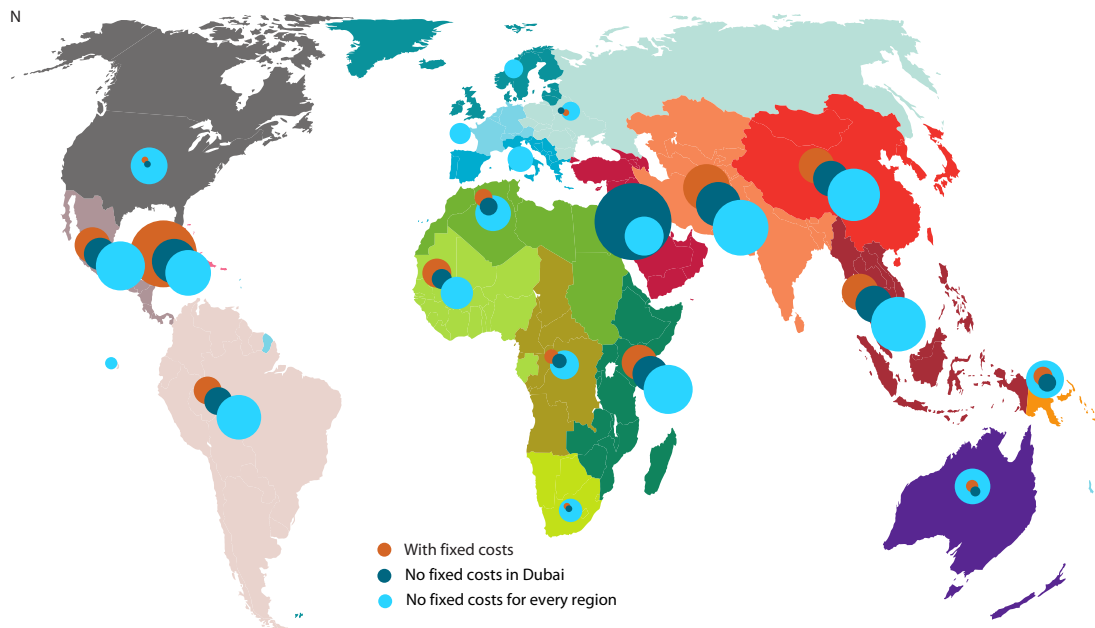 N
With fixed costs
No fixed costs in Dubai
No fixed costs for every region